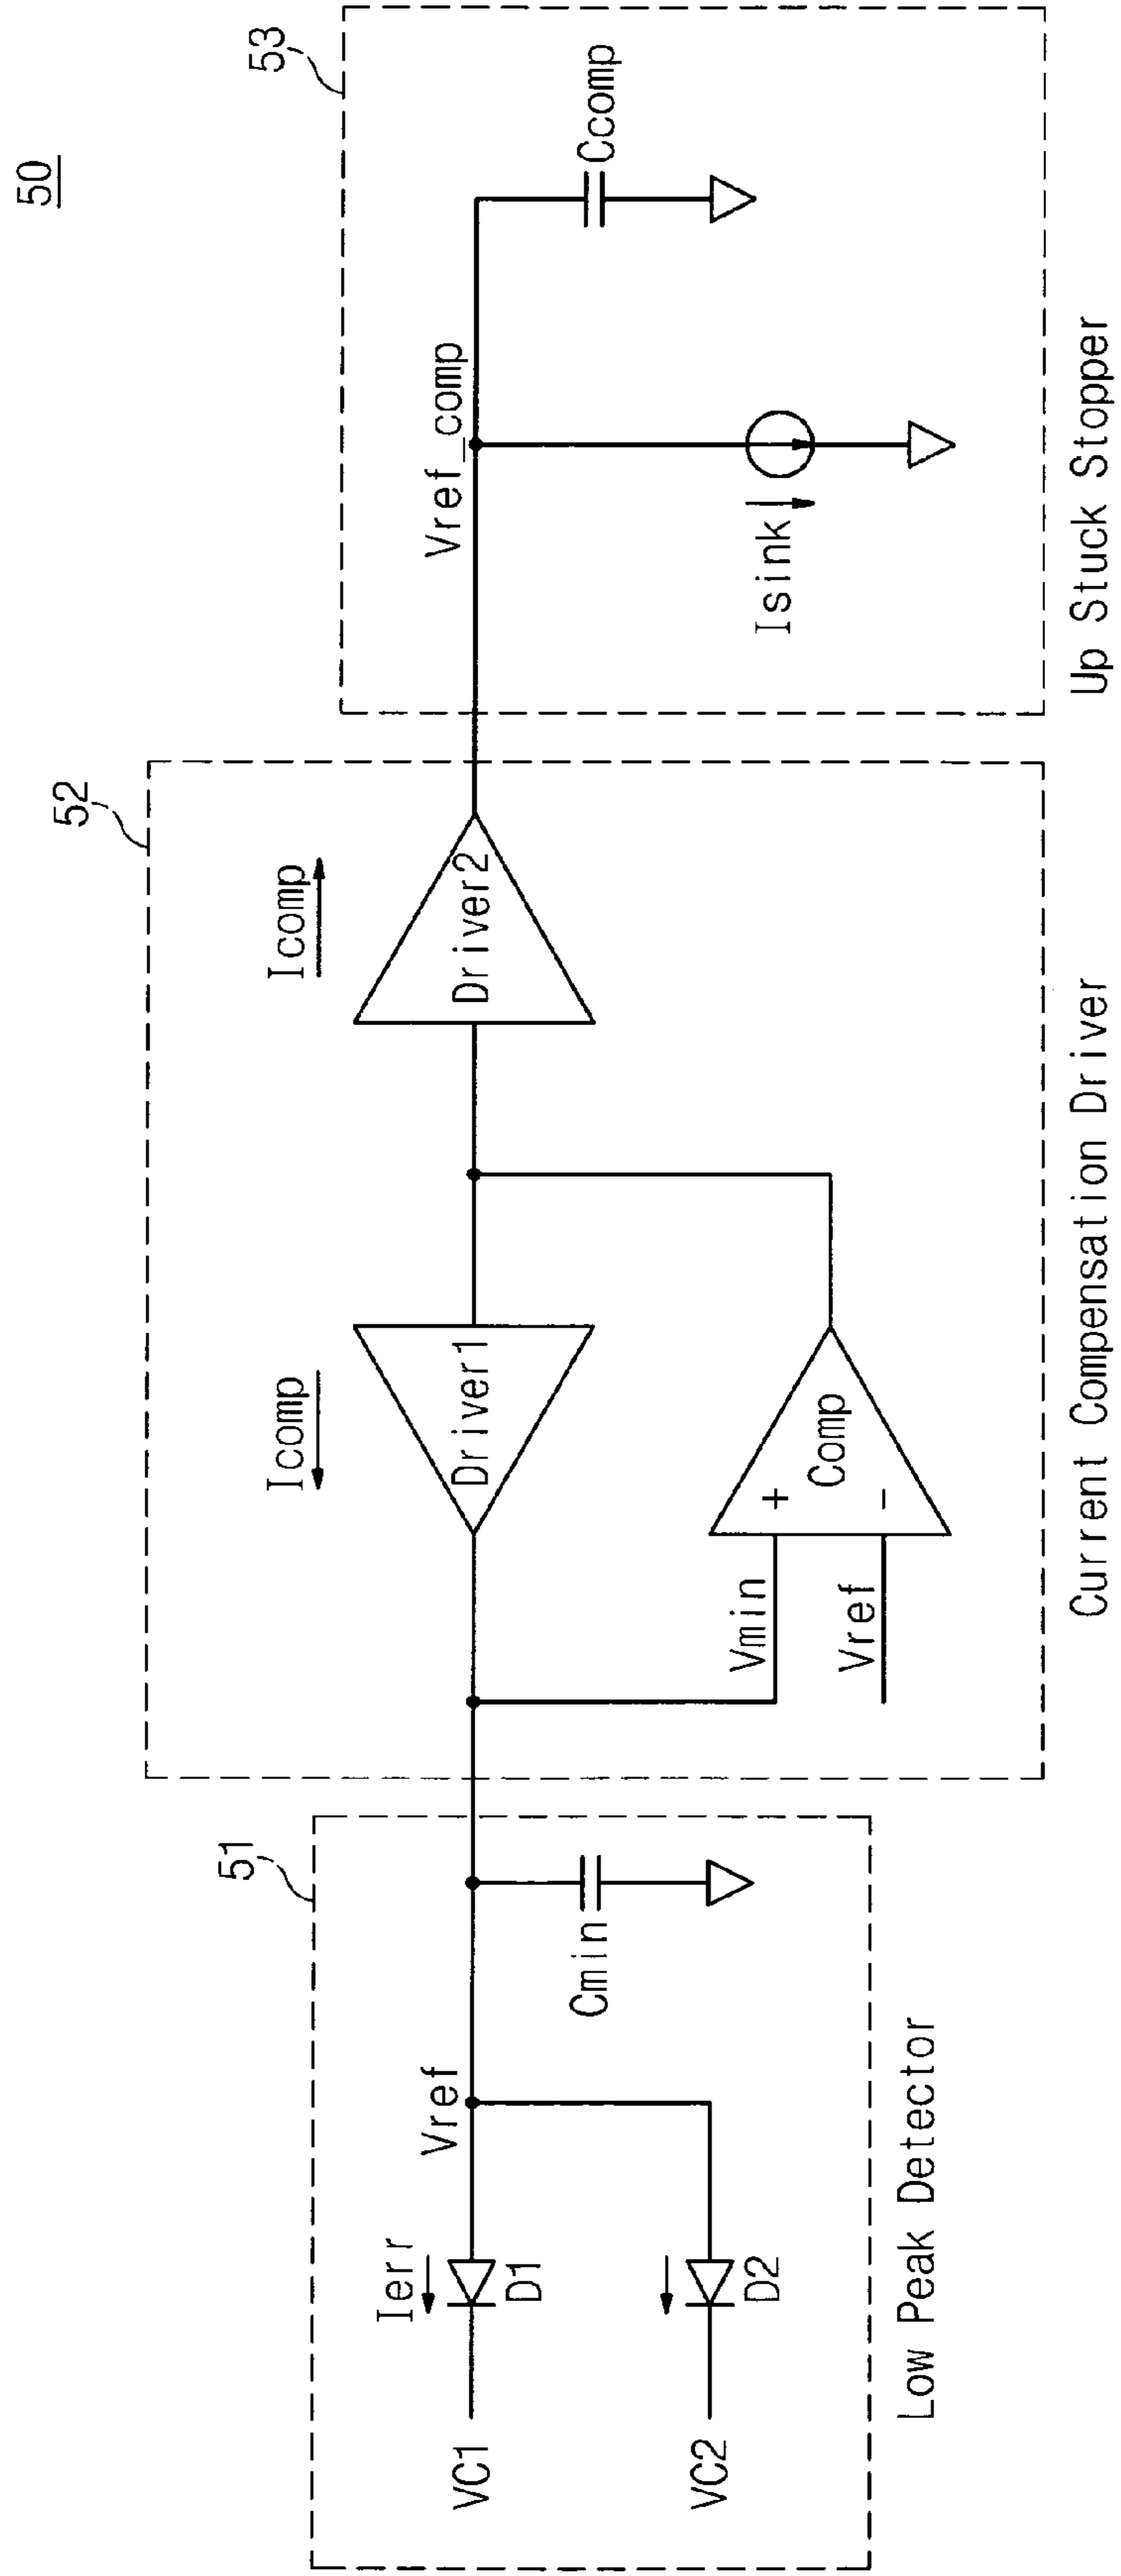 50
51
VC1
VC2
Ierr
D1
D2
Vref
Cmin
Low Peak Detector
52
Icomp
Driver1
Icomp
Driver2
Vmin
Vref
+
-
Comp
Current Compensation Driver
53
Vref_comp
Isink
Ccomp
Up Stuck Stopper